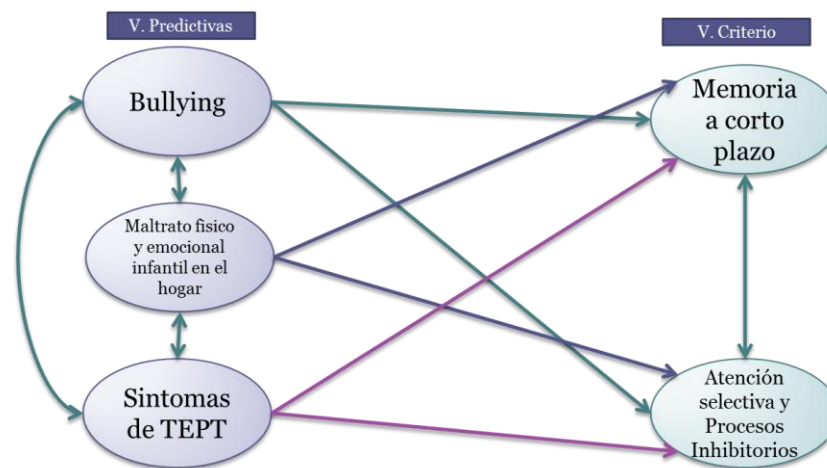 V. Predictivas
V. Criterio
Bullying
Memoria
a corto
plazo
Maltrato físico
y emocional
infantil en el
hogar
Sintomas
de TEPT
Atención
selectiva y
Procesos
Inhibitorios